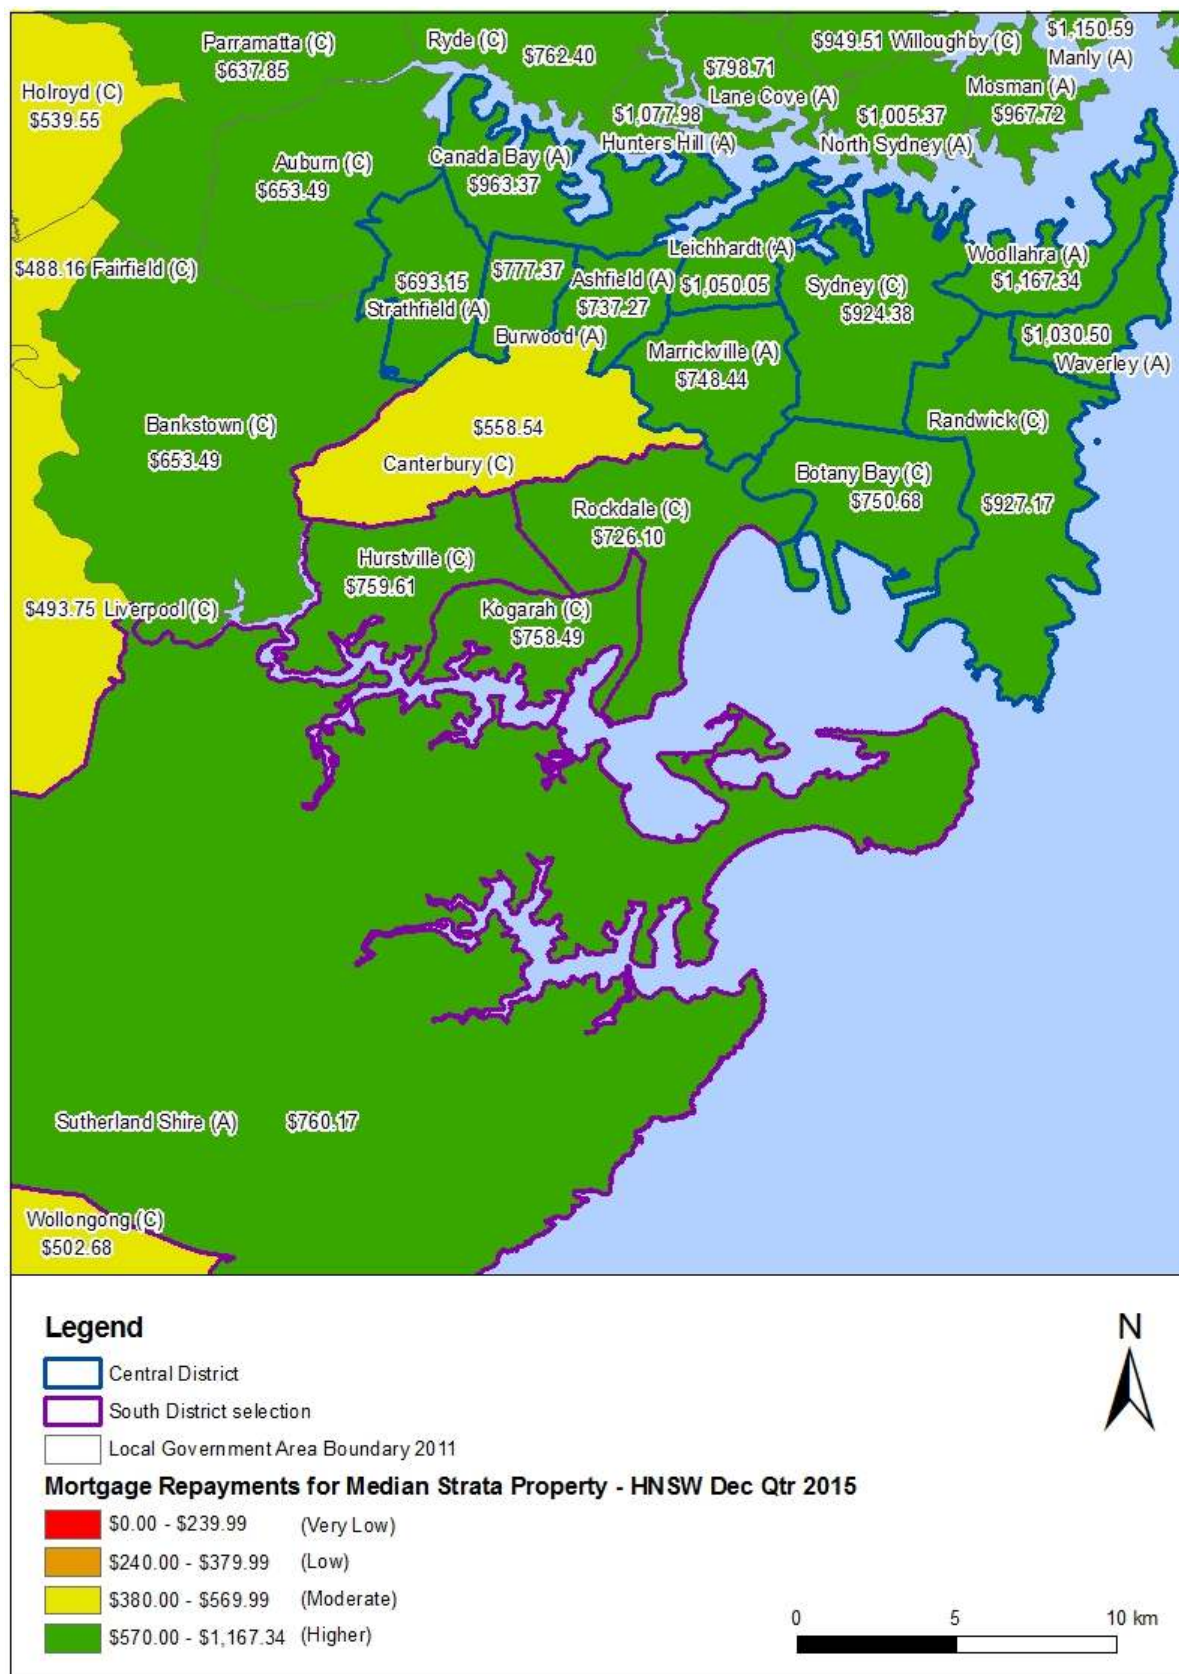 Parramatta (C)
$637.85
Ryde (C)
$762.40
$949.51 Willoughby (C)
$1,150.59
Manly (A)
Holroyd (C)
$539.55
$798.71
Lane Cove (A)
Mosman (A)
$967.72
$1,077.98
Hunters Hill (A)
$1,005.37
North Sydney (A)
Auburn (C)
$653.49
Canada Bay (A)
$963.37
$488.16 Fairfield (C)
$693.15
Strathfield (A)
$777.37
Burwood (A)
Ashfield (A)
$737.27
Leichhardt (A)
$1,050.05
Sydney (C)
$924.38
Woollahra (A)
$1,167.34
$1,030.50
Waverley (A)
Marrickville (A)
$748.44
Bankstown (C)
$653.49
$558.54
Canterbury (C)
Randwick (C)
$927.17
Botany Bay (C)
$750.68
Rockdale (C)
$726.10
Hurstville (C)
$759.61
Kogarah (C)
$758.49
$493.75 Liverpool (C)
Sutherland Shire (A) $760.17
Wollongong (C)
$502.68
Legend
N
Central District
South District selection
Local Government Area Boundary 2011
Mortgage Repayments for Median Strata Property - HNSW Dec Qtr 2015
$0.00 - $239.99 (Very Low)
$240.00 - $379.99 (Low)
$380.00 - $569.99 (Moderate)
$570.00 - $1,167.34 (Higher)
0 5 10 km